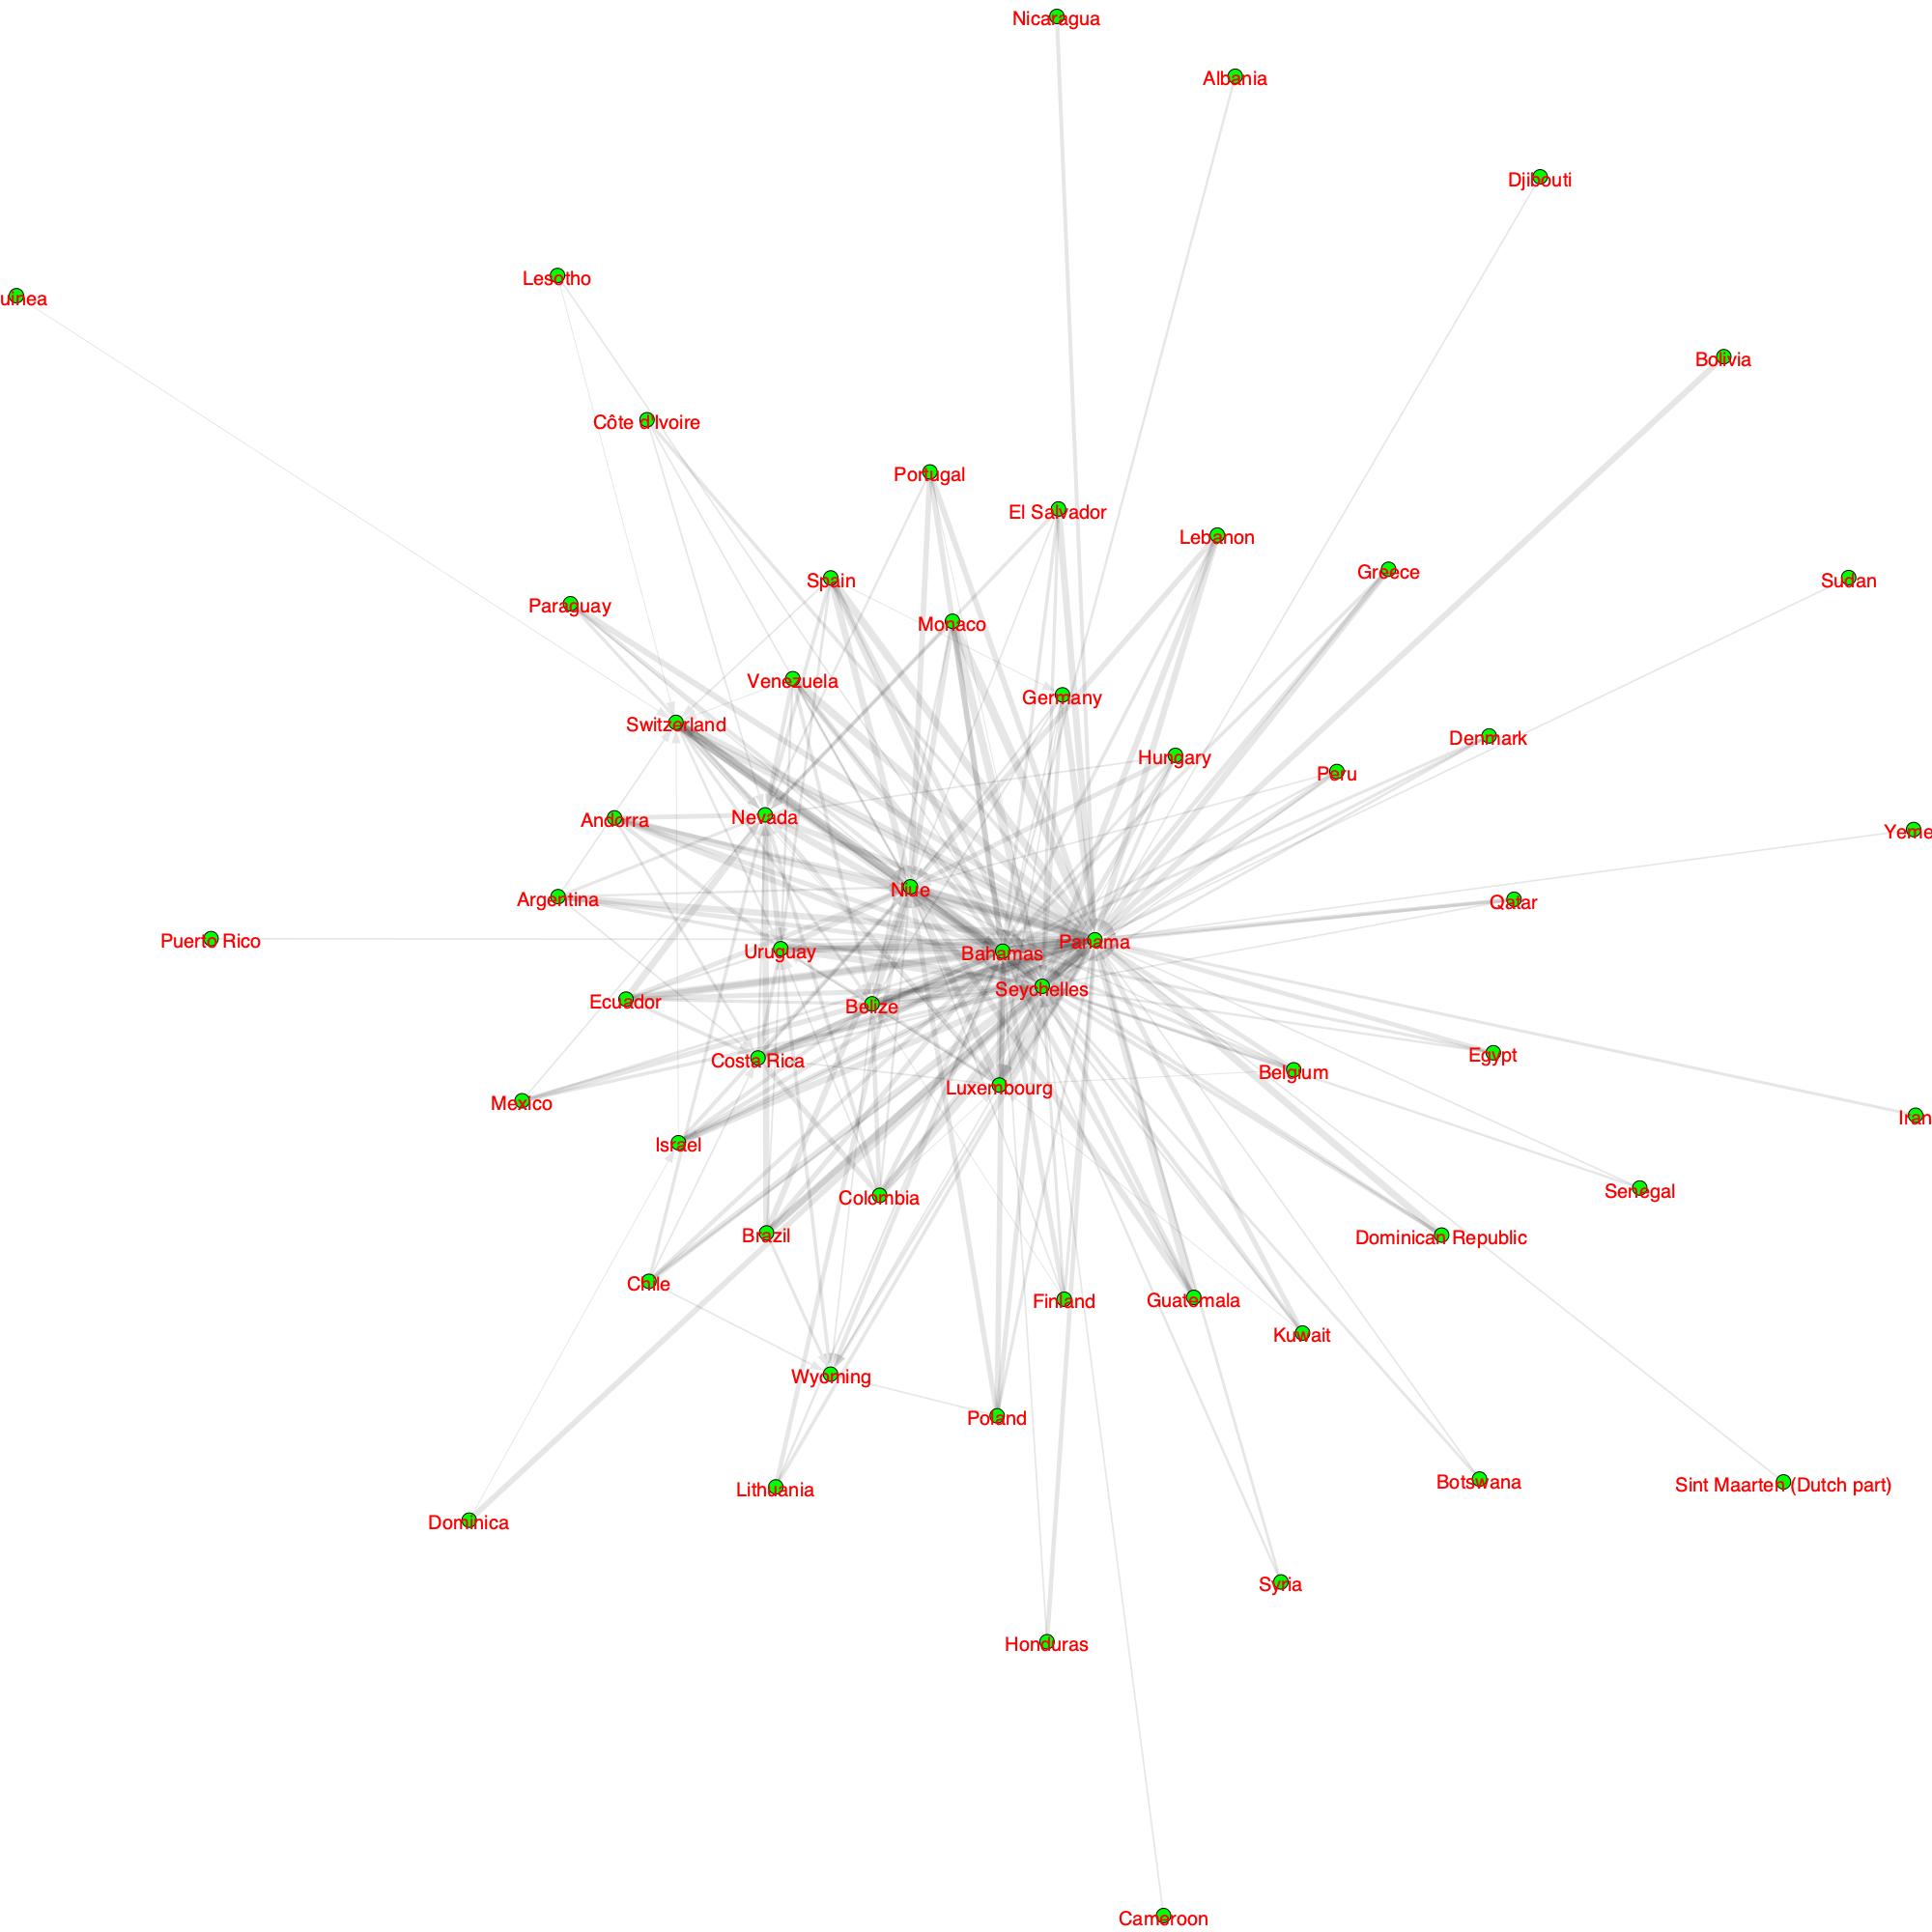 Nicaragua
Albania
Djibouti
Lesotho
uinea
Bolivia
Côte d'Ivoire
Portugal
El Salvador
Lebanon
Greece
Spain
Sudan
Paraguay
Monaco
Venezuela
Germany
Switzerland
Denmark
Hungary
Peru
Andorra
Nevada
Yeme
Niue
Argentina
Qatar
Puerto Rico
Uruguay
Bahamas
Panama
Seychelles
Ecuador
Belize
Costa Rica
Egypt
Belgium
Luxembourg
Mexico
Iran
Israel
Senegal
Colombia
Brazil
Dominican Republic
Chile
Finland
Guatemala
Kuwait
Wyoming
Poland
Lithuania
Botswana
Sint Maarten (Dutch part)
Dominica
Syria
Honduras
Cameroon